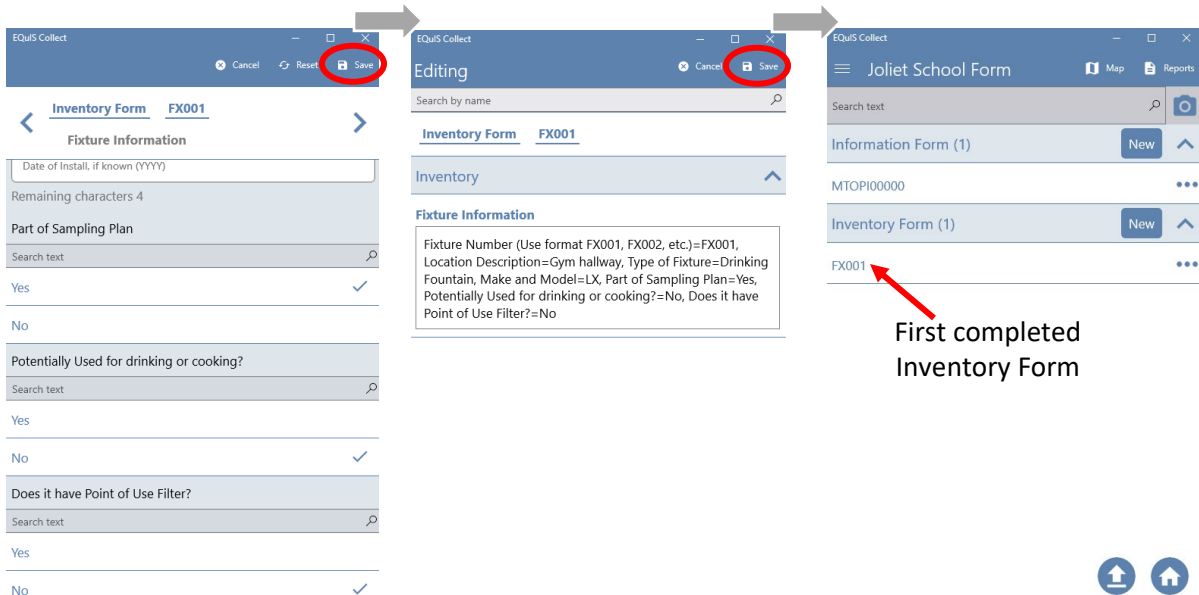 EQuIS Collect
Cancel Reset Save
Inventory Form FX001
Fixture Information
Date of Install, if known (YYYY)
Remaining characters 4
Part of Sampling Plan
Search text
Yes
No
Potentially Used for drinking or cooking?
Search text
Yes
No
Does it have Point of Use Filter?
Search text
Yes
No
EQuIS Collect
Editing Cancel Save
Search by name
Inventory Form FX001
Inventory
Fixture Information
Fixture Number (Use format FX001, FX002, etc.)=FX001,
Location Description=Gym hallway, Type of Fixture=Drinking
Fountain, Make and Model=LX, Part of Sampling Plan=Yes,
Potentially Used for drinking or cooking?=No, Does it have
Point of Use Filter?=No
EQuIS Collect
Joliet School Form Map Reports
Search text
Information Form (1) New
MTOPI00000
Inventory Form (1) New
FX001
First completed
Inventory Form